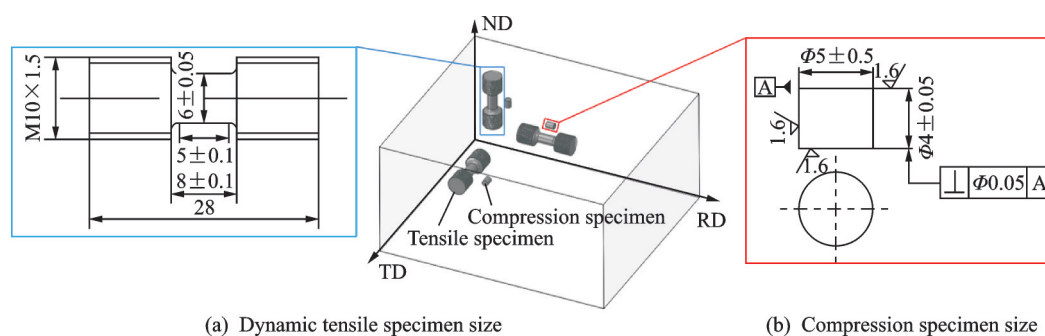 M10×1.5
6±0.05
5±0.1
8±0.1
28
ND
RD
TD
Compression specimen
Tensile specimen
Φ5±0.5
A
1.6
1.6
1.6
Φ4±0.05
⊥ Φ0.05 A
(a) Dynamic tensile specimen size
(b) Compression specimen size